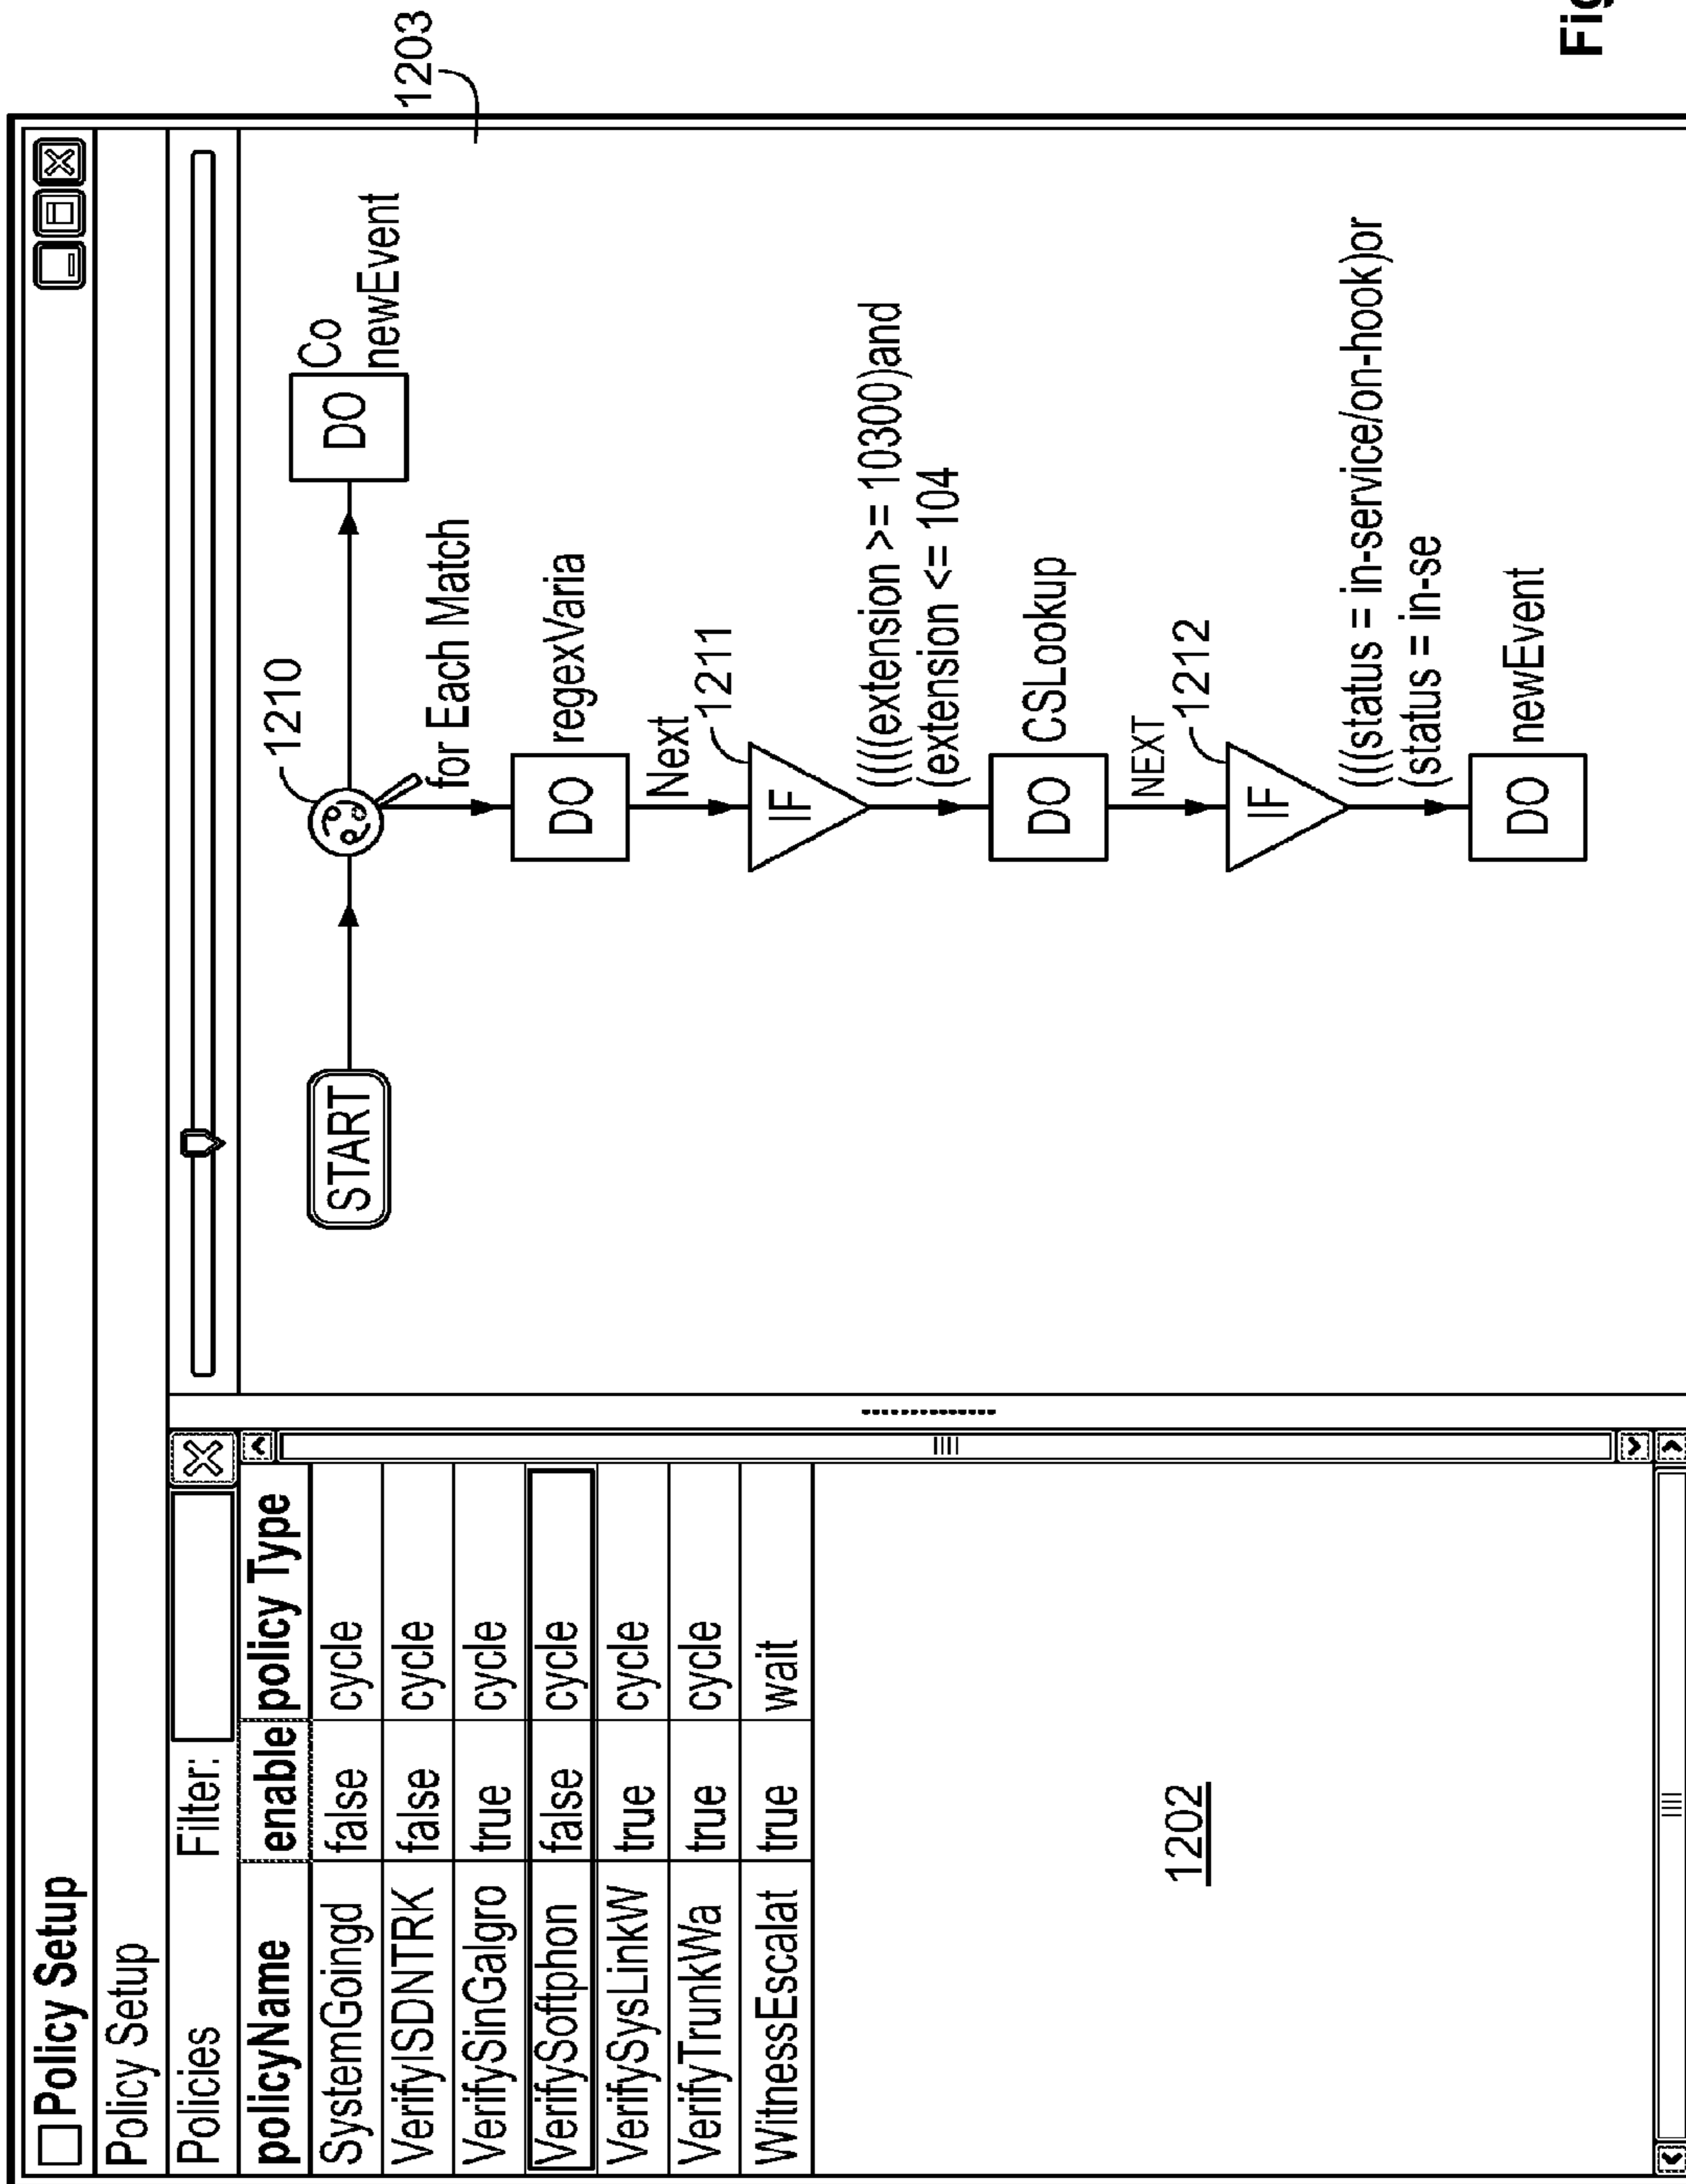 Policy Setup
Policy Setup
Policies Filter:
policyName enable policy Type
SystemGoingd false cycle
VerifyISDNTRK false cycle
VerifySinGalgro true cycle
VerifySoftphon false cycle
VerifySysLinkW true cycle
VerifyTrunkWa true cycle
WitnessEscalat true wait
1202
1203
START
1210
DO
Co
newEvent
for Each Match
DO
regexVaria
Next
1211
IF
(((((extension >= 10300)and
(extension <= 104
DO
CSLookup
NEXT
1212
IF
((((status = in-service/on-hook)or
(status = in-se
DO
newEvent
Fig